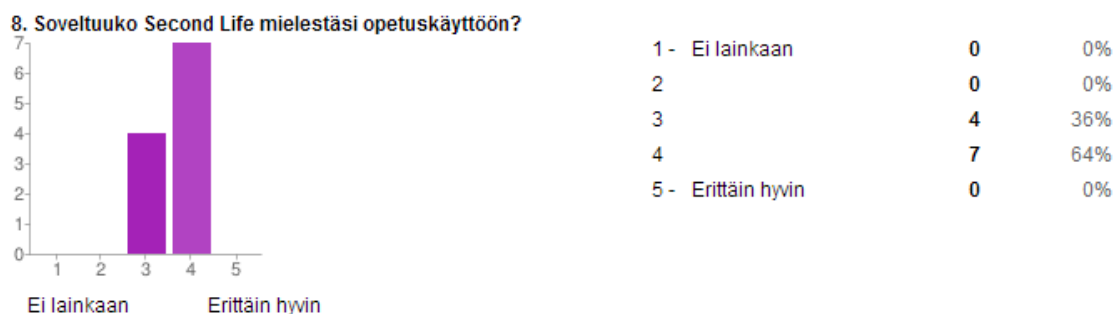 8. Soveltuuko Second Life mielestäsi opetuskäyttöön?
7
6
5
4
3
2
1
0
1 2 3 4 5
Ei lainkaan Erittäin hyvin
1 - Ei lainkaan 0 0%
2 0 0%
3 4 36%
4 7 64%
5 - Erittäin hyvin 0 0%